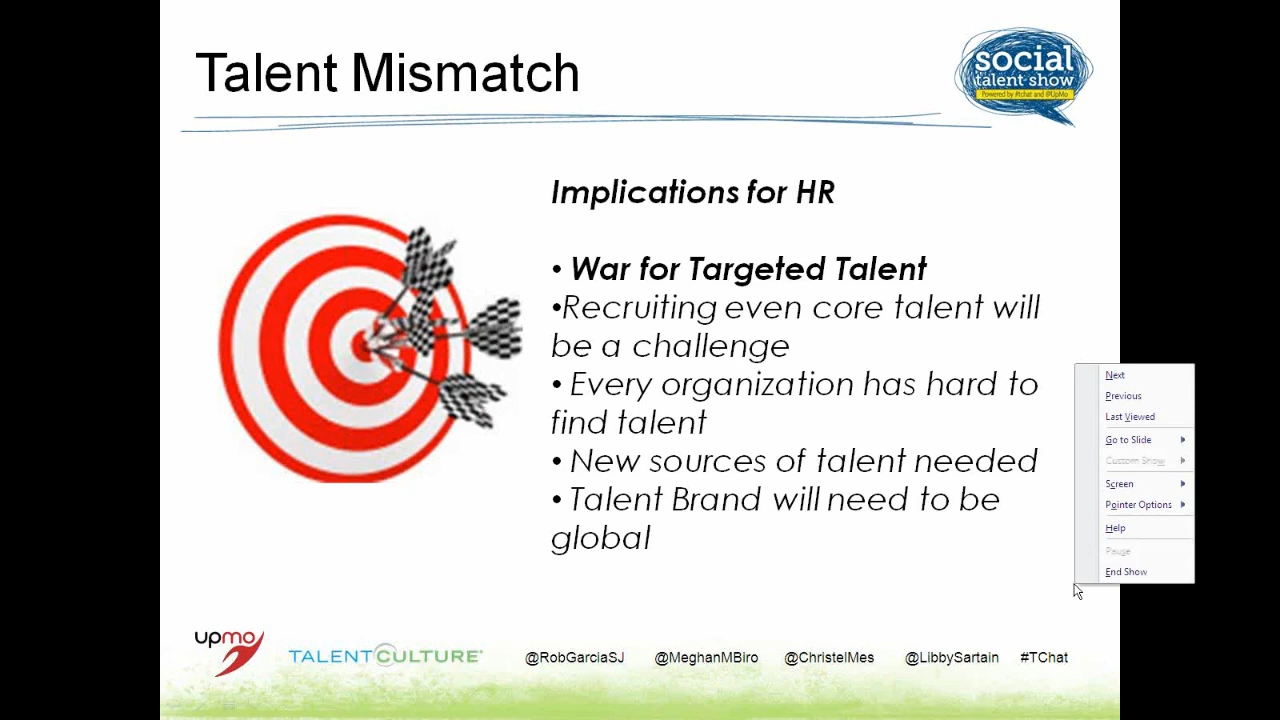 Talent Mismatch
social
talent show
Powered by #tchat and @UpMo
Implications for HR
• War for Targeted Talent
•Recruiting even core talent will
be a challenge
• Every organization has hard to
find talent
• New sources of talent needed
• Talent Brand will need to be
global
Next
Previous
Last Viewed
Go to Slide
Custom Show
Screen
Pointer Options
Help
Pause
End Show
upmo
TALENTCULTURE
@RobGarciaSJ @MeghanMBiro @ChristelMes @LibbySartain #TChat